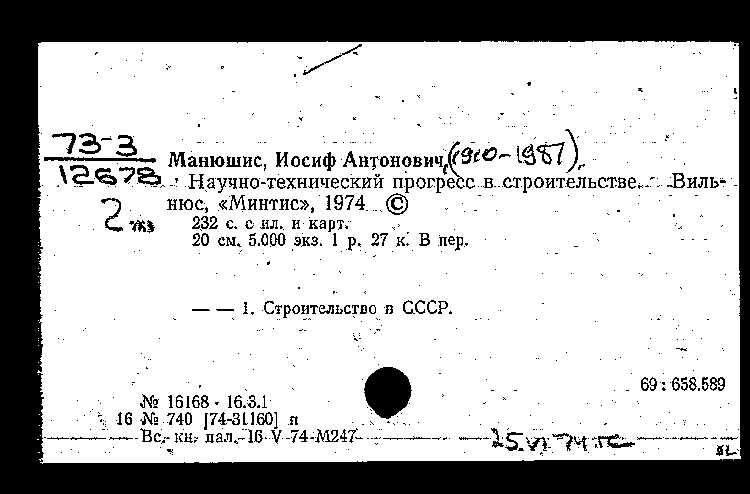 73-3
12678
2 экз
Манюшис, Иосиф Антонович, (1910-1987).
Научно-технический прогресс в строительстве. Виль-
нюс, «Минтис», 1974 ©
232 с. с ил. и карт.
20 см. 5.000 экз. 1 р. 27 к. В пер.
— — 1. Строительство в СССР.
69 : 658.589
№ 16168 · 16.3.1
16 № 740 [74-31160] п
Вс. кн. пал. 16 V 74 М247
25.VI.74